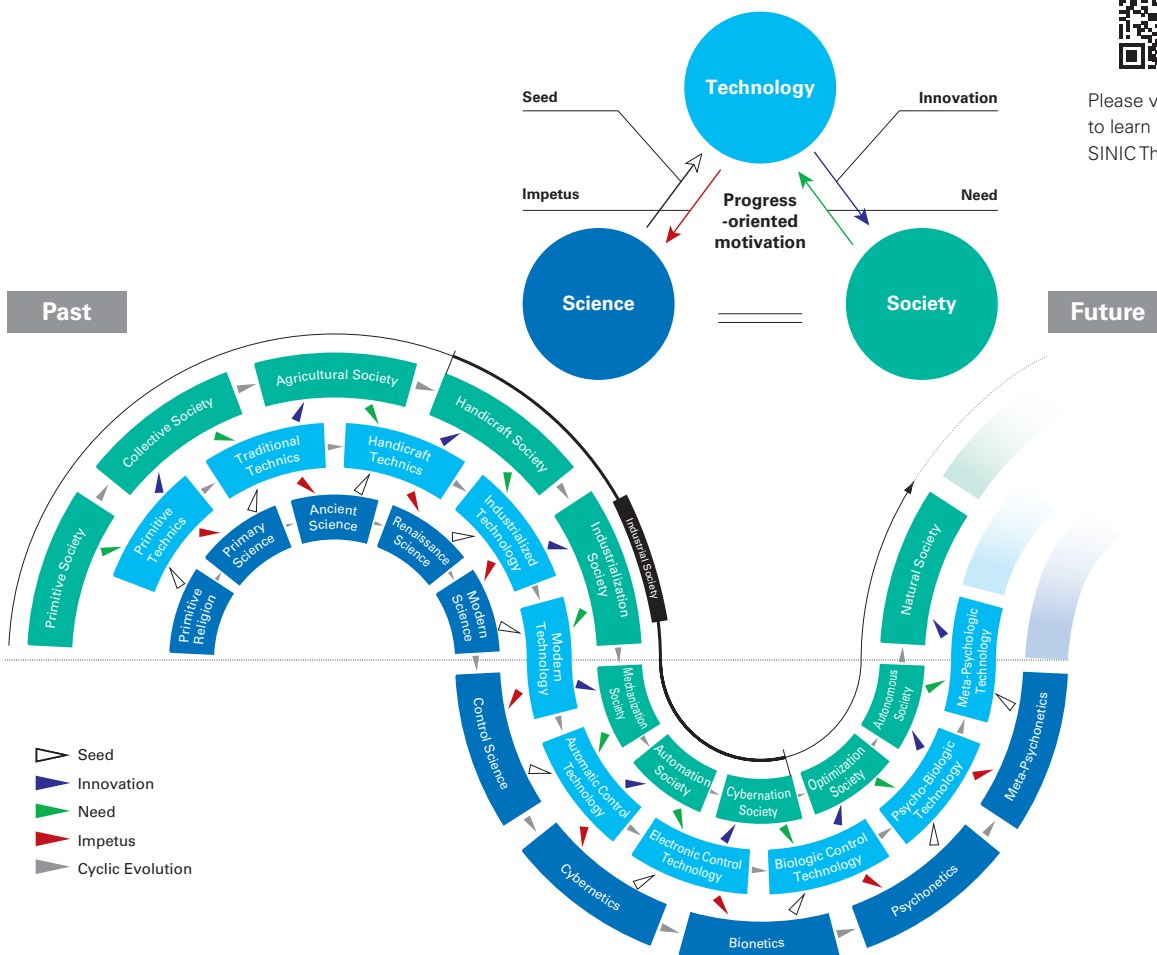 Technology
Seed
Innovation
Please v
to learn
SINIC Th
Impetus
Progress
-oriented
motivation
Need
Science
Society
Past
Future
Primitive Society
Collective Society
Agricultural Society
Handicraft Society
Industrialization
Society
Industrial Society
Mechanization
Society
Automation
Society
Cybernation
Society
Optimization
Society
Autonomous
Society
Natural Society
Primitive
Technics
Traditional
Technics
Handicraft
Technics
Industrialized
Technology
Modern
Technology
Automatic Control
Technology
Electronic Control
Technology
Biologic Control
Technology
Psycho-Biologic
Technology
Meta-Psychologic
Technology
Primitive
Religion
Primary
Science
Ancient
Science
Renaissance
Science
Modern
Science
Control Science
Cybernetics
Bionetics
Psychonetics
Meta-Psychonetics
Seed
Innovation
Need
Impetus
Cyclic Evolution